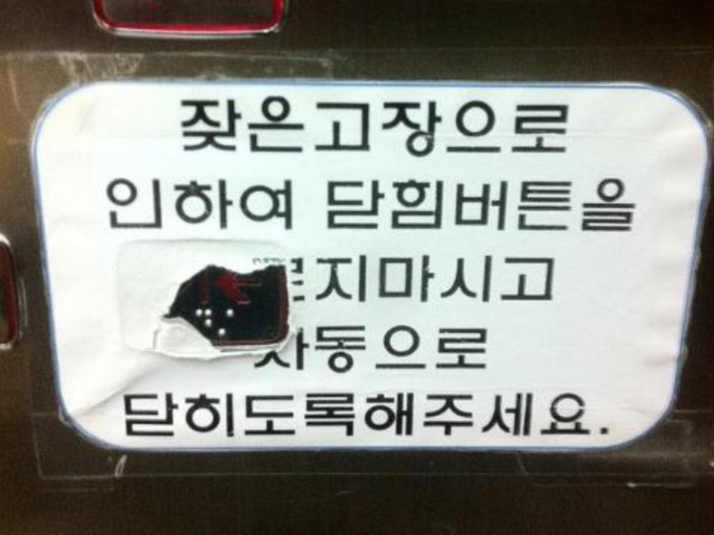 잦은고장으로
인하여 닫힘버튼을
르지마시고
자동으로
닫히도록해주세요.